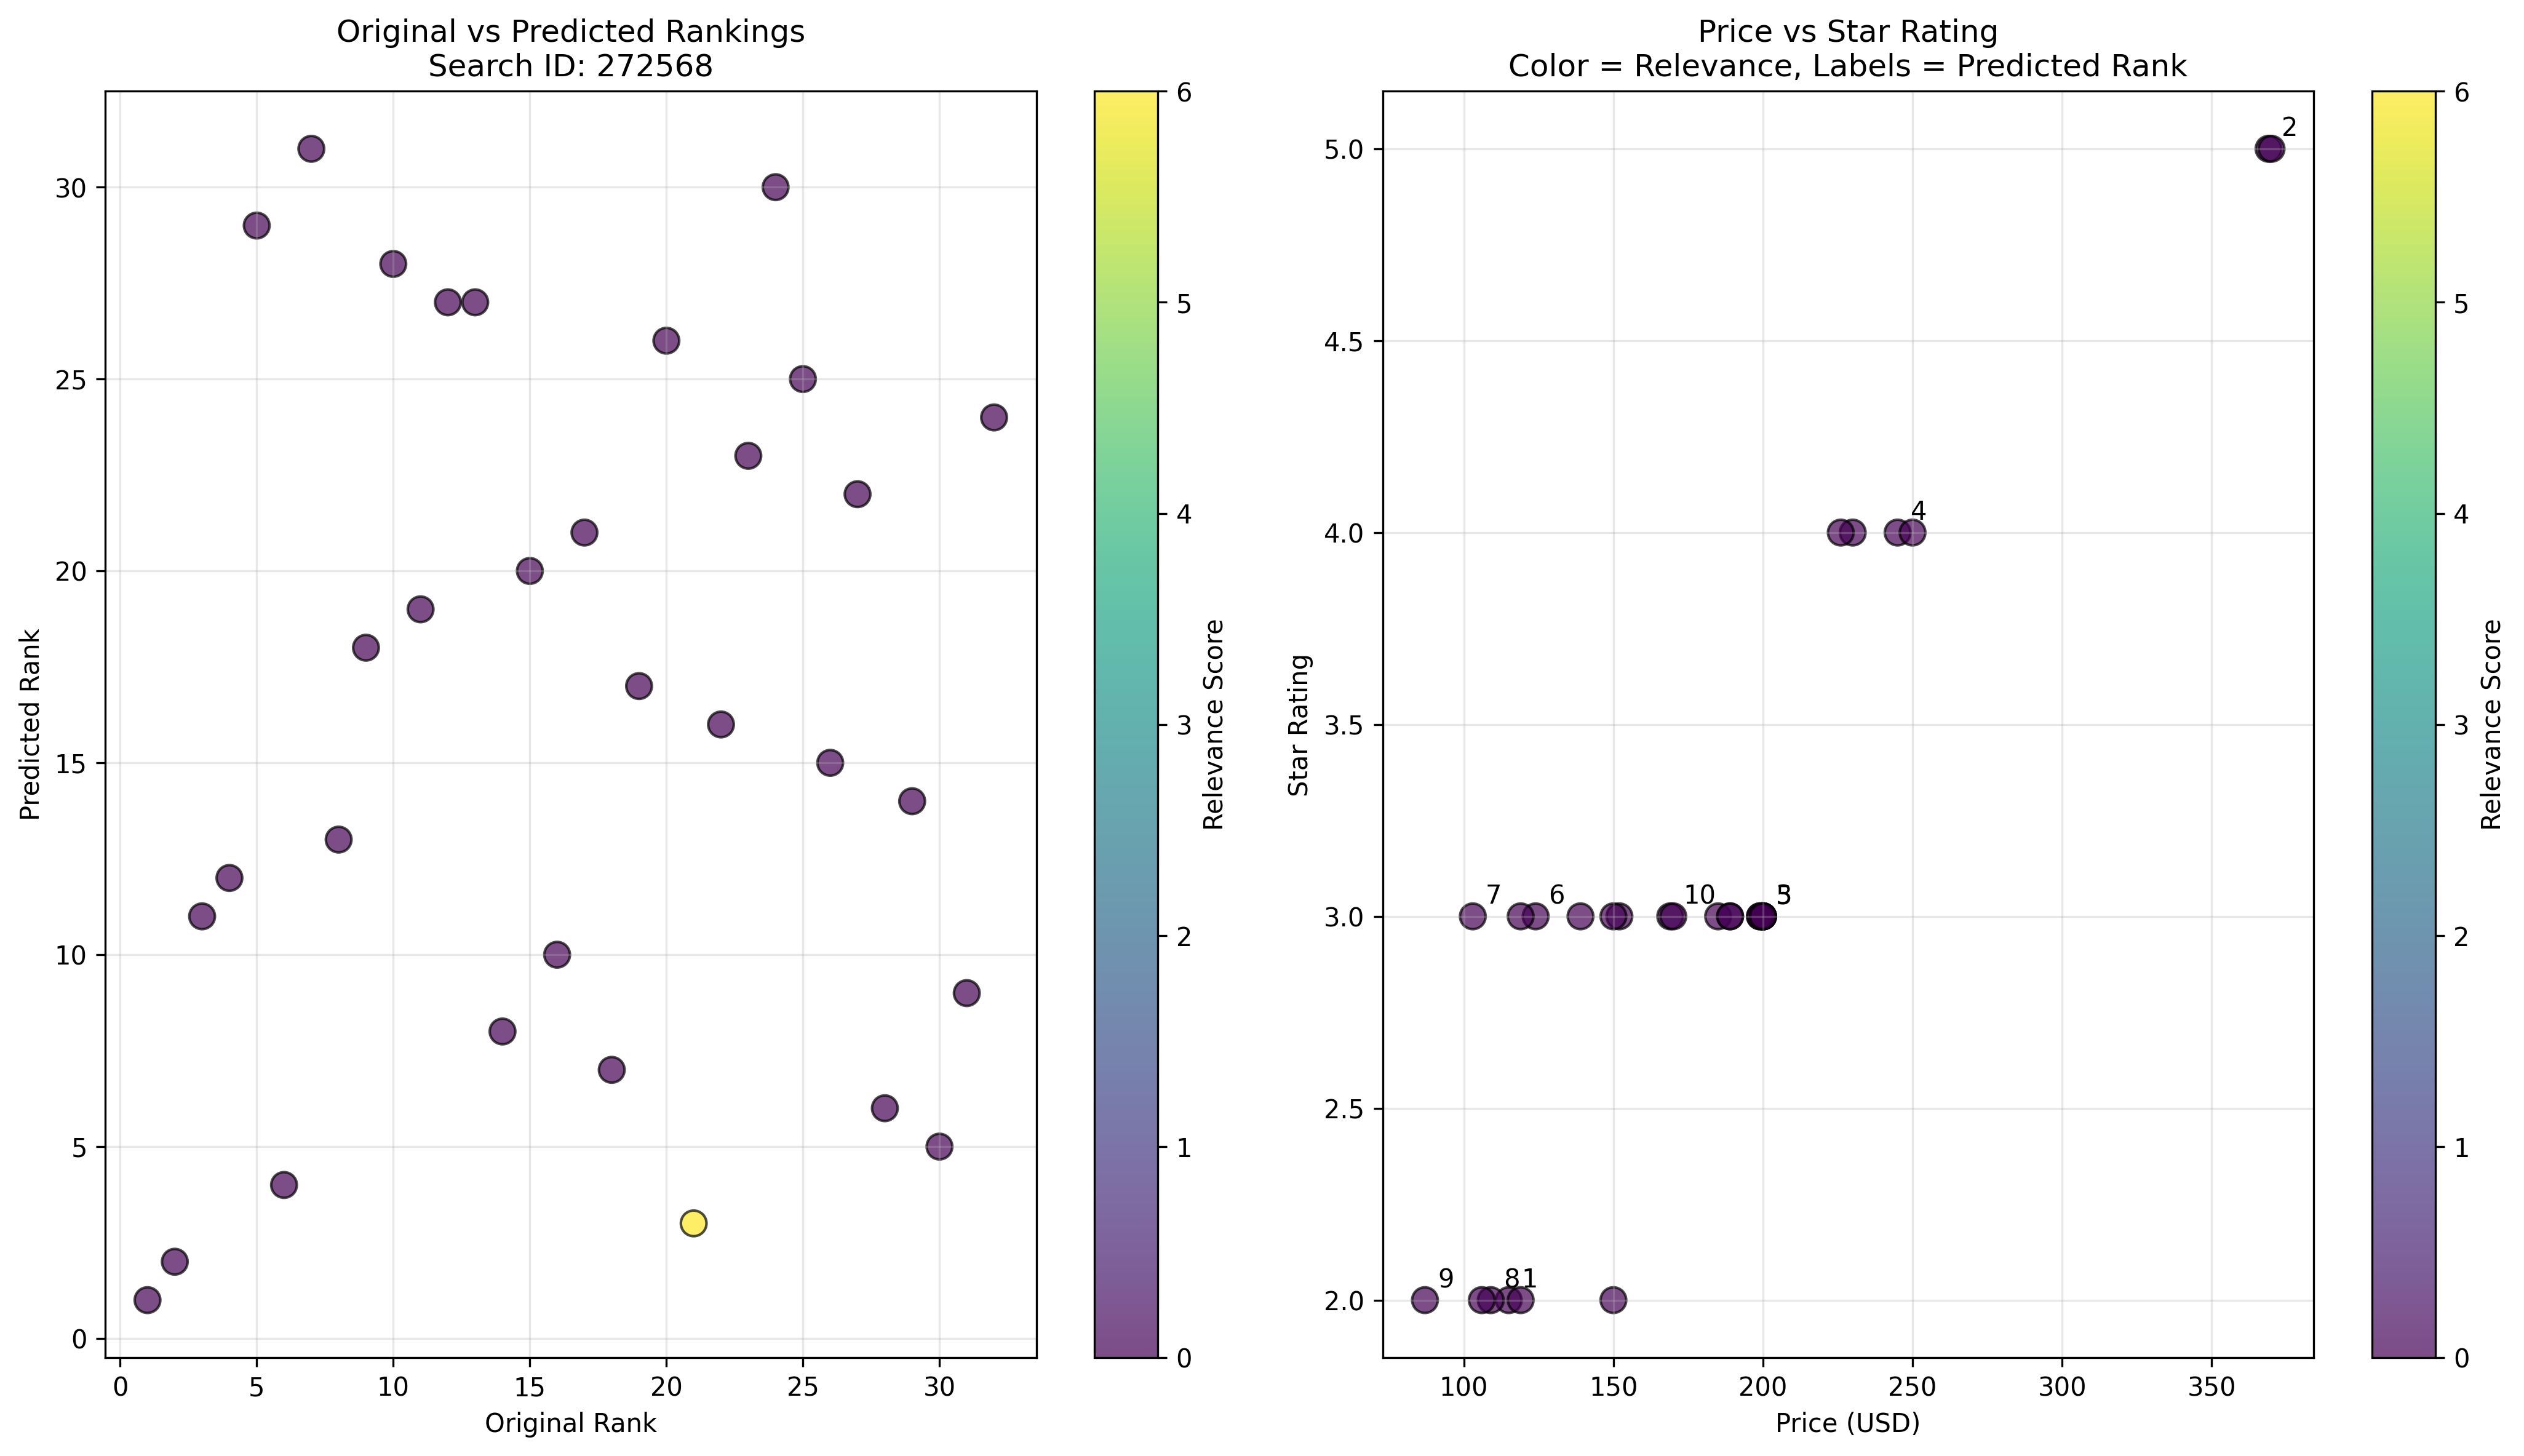 Original vs Predicted Rankings
Search ID: 272568
30
25
20
15
10
5
0
Predicted Rank
0 5 10 15 20 25 30
Original Rank
6
5
4
3
2
1
0
Relevance Score
Price vs Star Rating
Color = Relevance, Labels = Predicted Rank
5.0
4.5
4.0
3.5
3.0
2.5
2.0
Star Rating
2
4
7 6 10 3
9 8 1
100 150 200 250 300 350
Price (USD)
6
5
4
3
2
1
0
Relevance Score